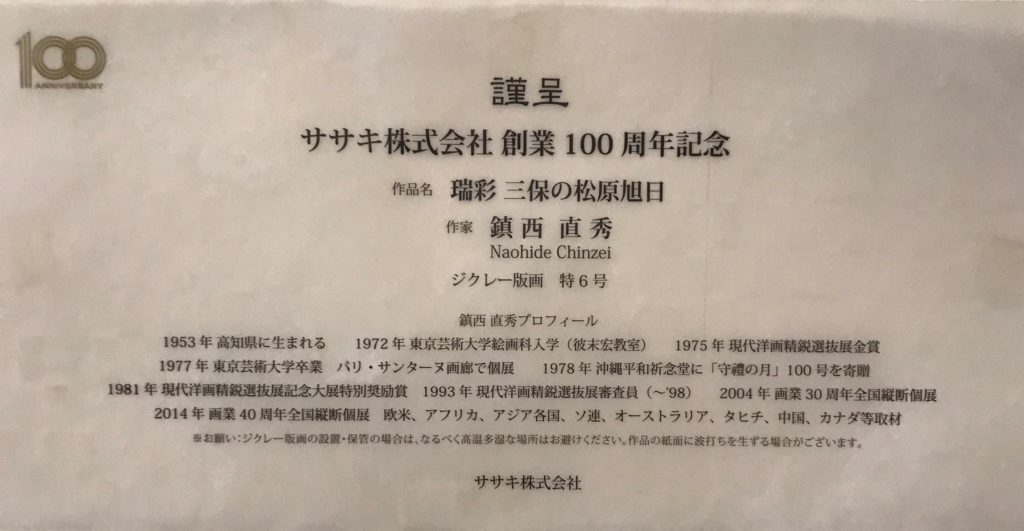 100
ANNIVERSARY
謹呈
ササキ株式会社 創業 100 周年記念
作品名 瑞彩 三保の松原旭日
作家 鎮西 直秀
Naohide Chinzei
ジクレー版画 特6号
鎮西 直秀プロフィール
1953 年 高知県に生まれる 1972 年 東京芸術大学絵画科入学（彼末宏教室） 1975 年 現代洋画精鋭選抜展金賞
1977 年 東京芸術大学卒業 パリ・サンターヌ画廊で個展 1978 年 沖縄平和祈念堂に「守禮の月」100 号を寄贈
1981 年 現代洋画精鋭選抜展記念大展特別奨励賞 1993 年 現代洋画精鋭選抜展審査員（〜'98） 2004 年 画業 30 周年全国縦断個展
2014 年 画業 40 周年全国縦断個展 欧米、アフリカ、アジア各国、ソ連、オーストラリア、タヒチ、中国、カナダ等取材
※お願い:ジクレー版画の設置・保管の場合は、なるべく高温多湿な場所はお避けください。作品の紙面に波打ちを生ずる場合がございます。
ササキ株式会社